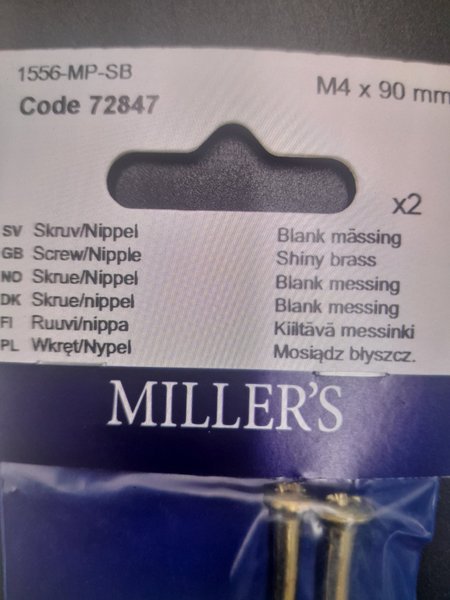 1556-MP-SB
M4 x 90 mm
Code 72847
x2
SV Skruv/Nippel Blank mässing
GB Screw/Nipple Shiny brass
NO Skrue/Nippel Blank messing
DK Skrue/nippel Blank messing
FI Ruuvi/nippa Kiiltävä messinki
PL Wkręt/Nypel Mosiądz błyszcz.
MILLER'S